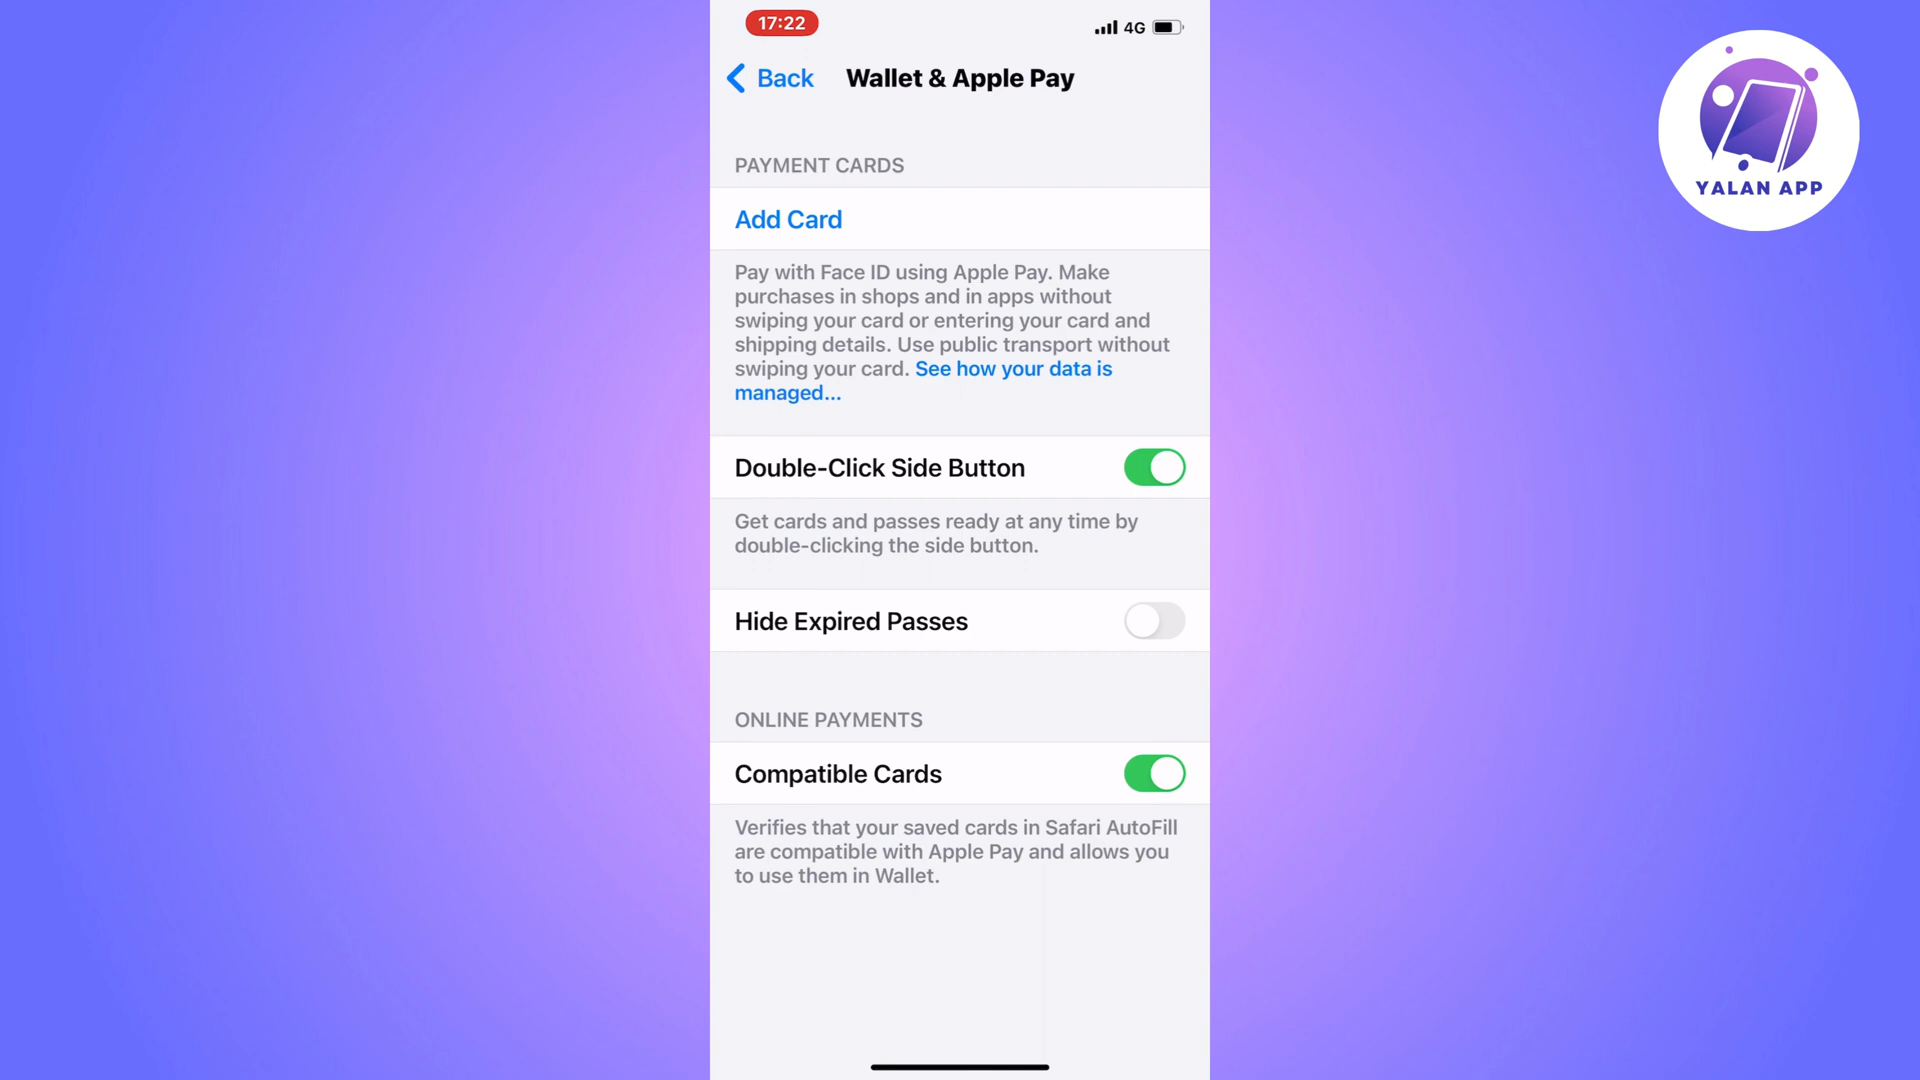 17:22
4G
Back
Wallet & Apple Pay
YALAN APP
PAYMENT CARDS
Add Card
Pay with Face ID using Apple Pay. Make
purchases in shops and in apps without
swiping your card or entering your card and
shipping details. Use public transport without
swiping your card. See how your data is
managed...
Double-Click Side Button
Get cards and passes ready at any time by
double-clicking the side button.
Hide Expired Passes
ONLINE PAYMENTS
Compatible Cards
Verifies that your saved cards in Safari AutoFill
are compatible with Apple Pay and allows you
to use them in Wallet.